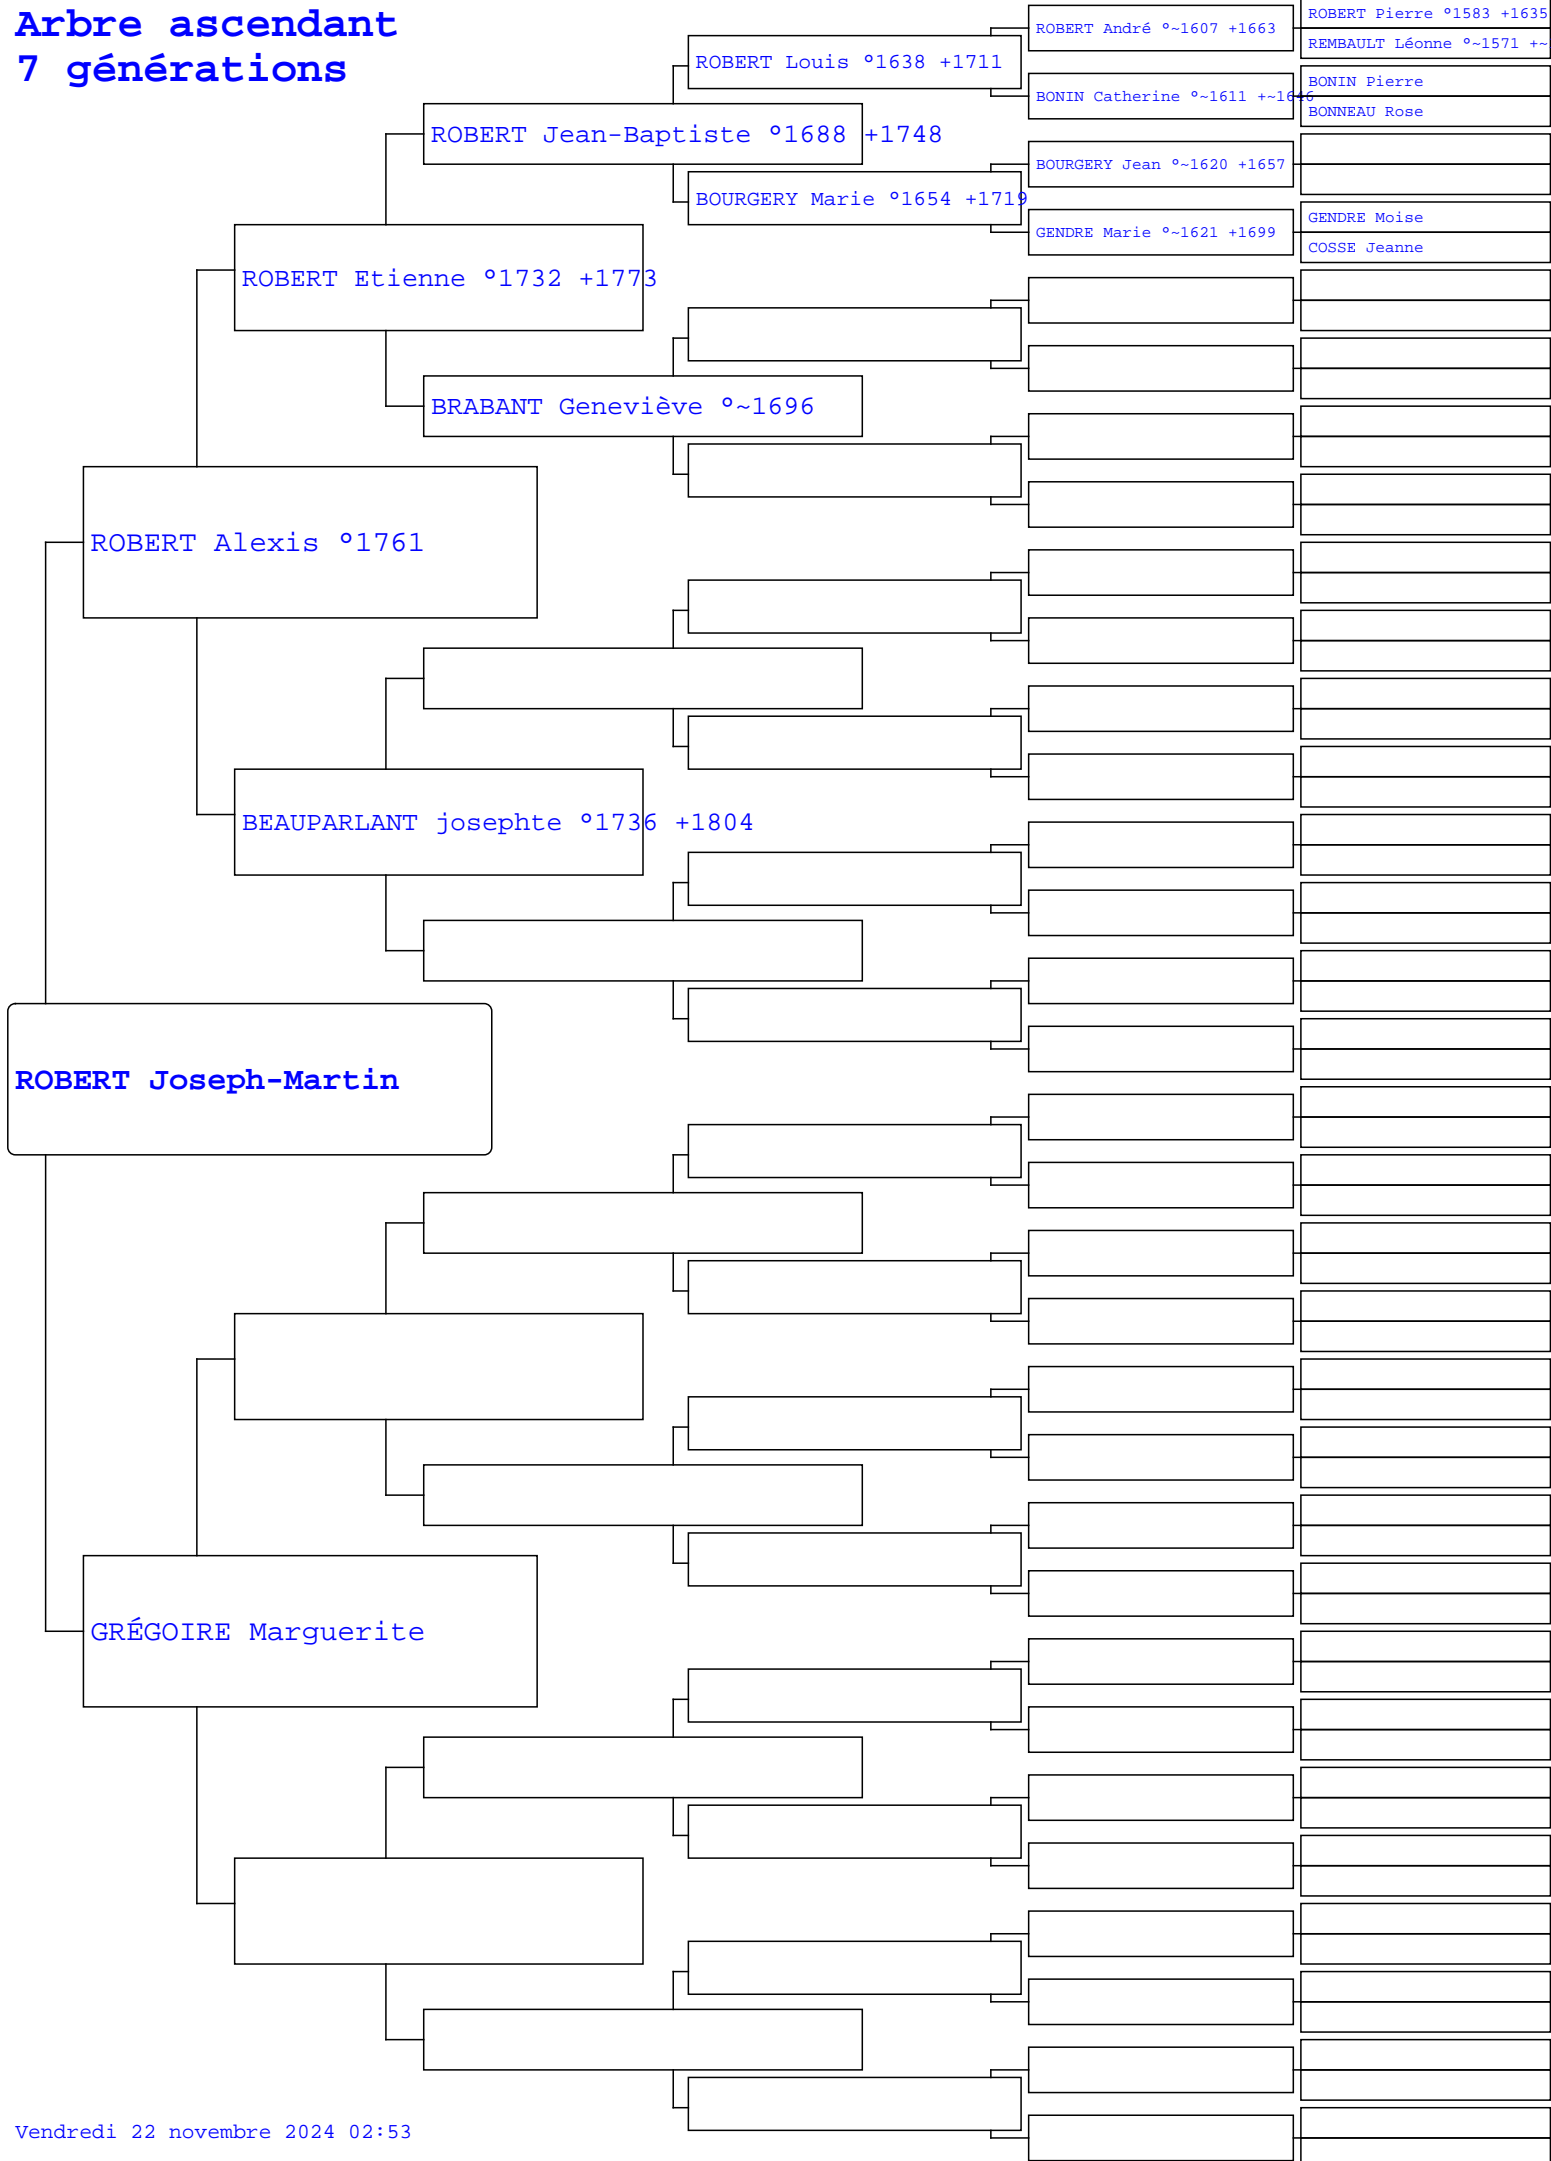 Arbre ascendant
7 générations
ROBERT Pierre °1583 +1635
ROBERT André °~1607 +1663
REMBAULT Léonne °~1571 +~
ROBERT Louis °1638 +1711
BONIN Pierre
BONIN Catherine °~1611 +~1646
BONNEAU Rose
ROBERT Jean-Baptiste °1688 +1748
BOURGERY Jean °~1620 +1657
BOURGERY Marie °1654 +1719
GENDRE Moise
GENDRE Marie °~1621 +1699
COSSE Jeanne
ROBERT Etienne °1732 +1773
BRABANT Geneviève °~1696
ROBERT Alexis °1761
BEAUPARLANT josephte °1736 +1804
ROBERT Joseph-Martin
GRÉGOIRE Marguerite
Vendredi 22 novembre 2024 02:53